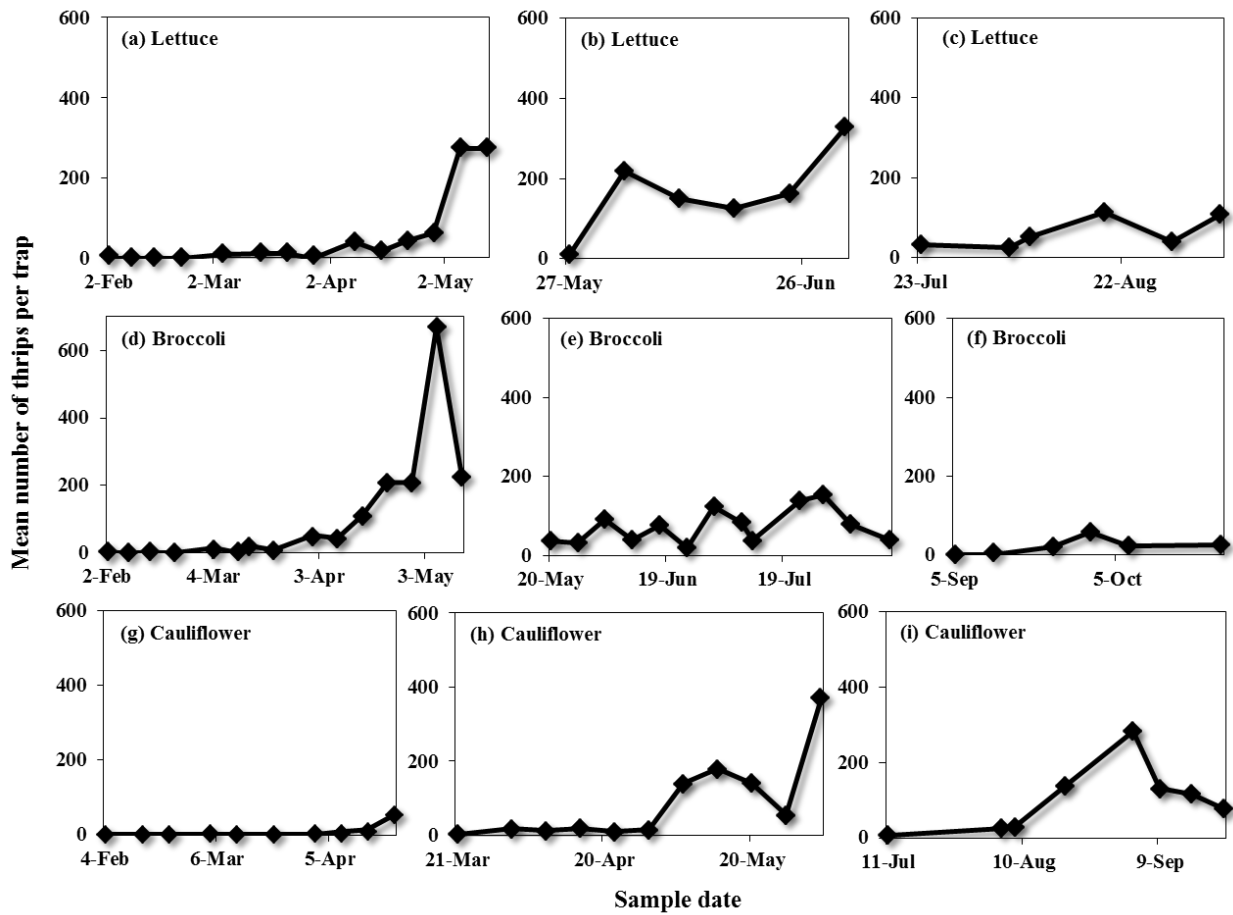 Mean number of thrips per trap
(a) Lettuce
600
400
200
0
2-Feb 2-Mar 2-Apr 2-May
(b) Lettuce
600
400
200
0
27-May 26-Jun
(c) Lettuce
600
400
200
0
23-Jul 22-Aug
(d) Broccoli
600
400
200
0
2-Feb 4-Mar 3-Apr 3-May
(e) Broccoli
600
400
200
0
20-May 19-Jun 19-Jul
(f) Broccoli
600
400
200
0
5-Sep 5-Oct
(g) Cauliflower
600
400
200
0
4-Feb 6-Mar 5-Apr
(h) Cauliflower
600
400
200
0
21-Mar 20-Apr 20-May
(i) Cauliflower
600
400
200
0
11-Jul 10-Aug 9-Sep
Sample date